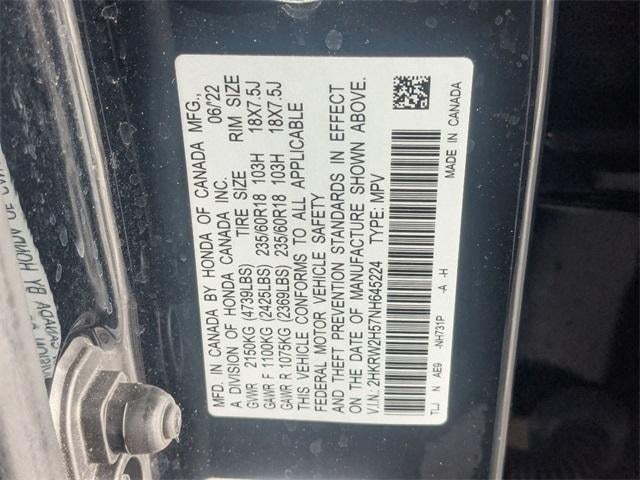 MFD. IN CANADA BY HONDA OF CANADA MFG.,
A DIVISION OF HONDA CANADA INC. 06/'22
GVWR 2150KG (4739LBS) TIRE SIZE RIM SIZE
GAWR F 1100KG (2425LBS) 235/60R18 103H 18X7.5J
GAWR R 1075KG (2369LBS) 235/60R18 103H 18X7.5J
THIS VEHICLE CONFORMS TO ALL APPLICABLE
FEDERAL MOTOR VEHICLE SAFETY
AND THEFT PREVENTION STANDARDS IN EFFECT
ON THE DATE OF MANUFACTURE SHOWN ABOVE.
V.I.N.: 2HKRW2H57NH645224 TYPE: MPV
TLJ N AE9 -NH731P -A -H MADE IN CANADA